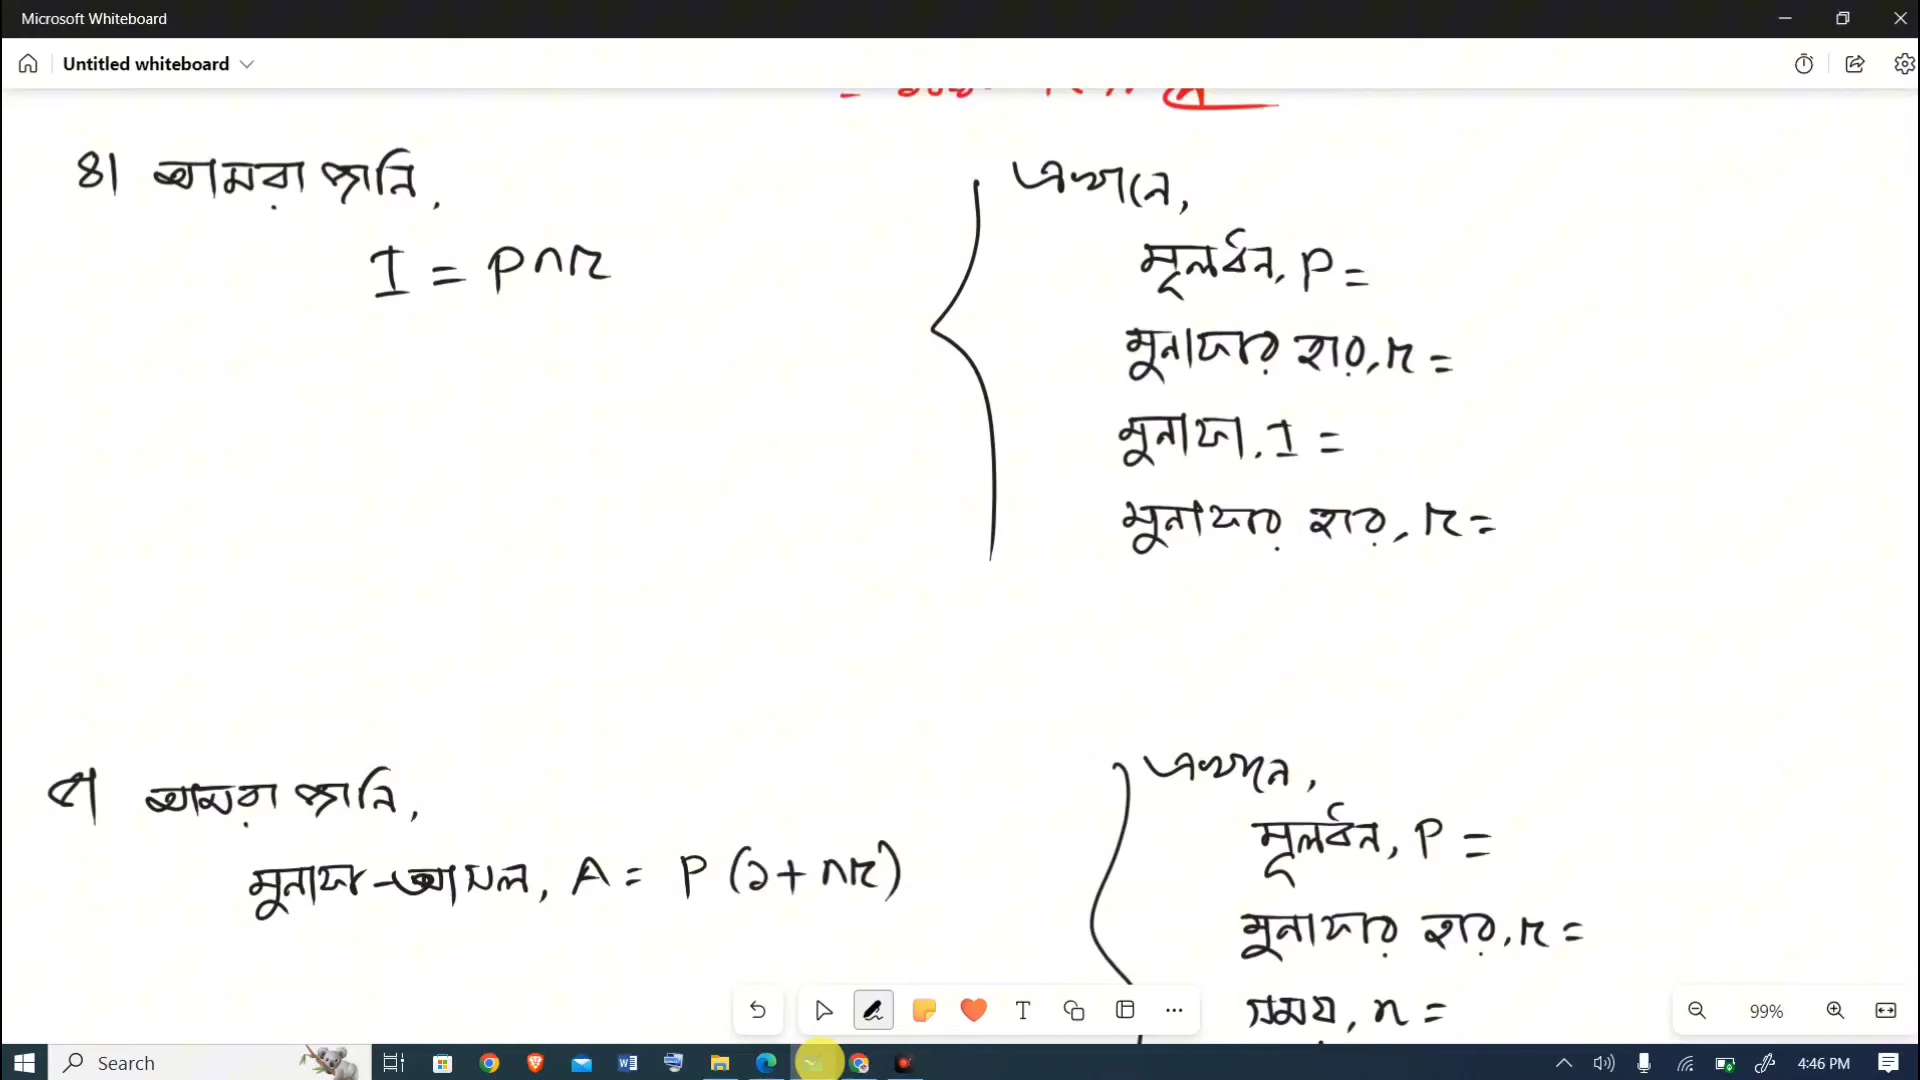 Microsoft Whiteboard
Untitled whiteboard
৪। আমরা জানি,
I = Pnr
এখানে,
মূলধন, P =
মুনাফার হার, r =
মুনাফা, I =
মুনাফার হার, r =
৫। আমরা জানি,
মুনাফা-আসল, A = P (১ + nr)
এখানে,
মূলধন, P =
মুনাফার হার, r =
সময়, n =
99%
Search
4:46 PM